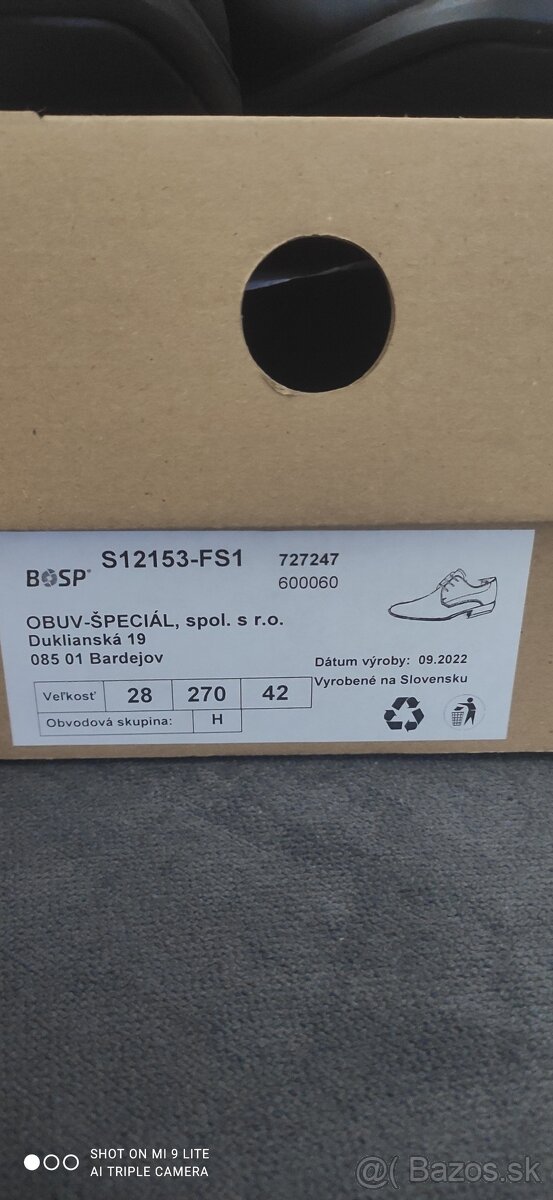 BOSP® S12153-FS1 727247
600060
OBUV-ŠPECIÁL, spol. s r.o.
Duklianská 19
085 01 Bardejov
Dátum výroby: 09.2022
Vyrobené na Slovensku
Veľkosť 28 270 42
Obvodová skupina: H
SHOT ON MI 9 LITE
AI TRIPLE CAMERA
@( Bazos.sk